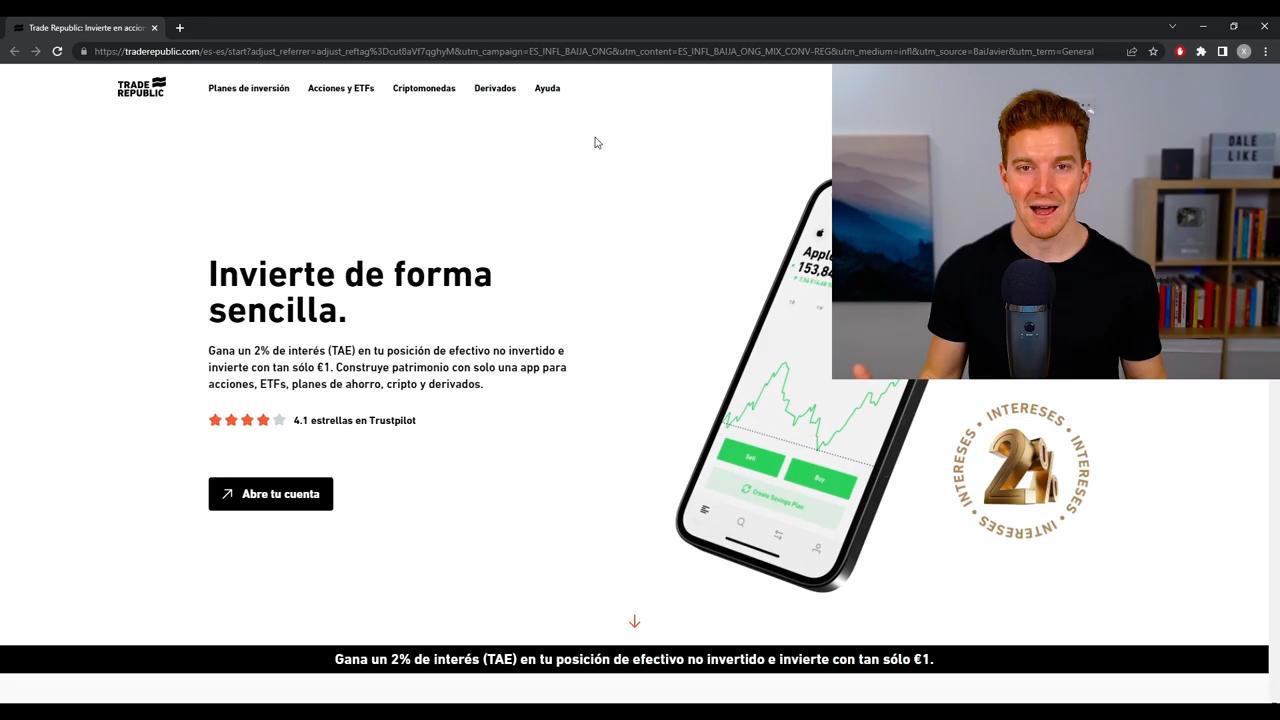 Trade Republic: Invierte en accion
https://traderepublic.com/es-es/start?adjust_referrer=adjust_reftag%3Dcut8aVf7qghyM&utm_campaign=ES_INFL_BAIJA_ONG&utm_content=ES_INFL_BAIJA_ONG_MIX_CONV-REG&utm_medium=infl&utm_source=BaiJavier&utm_term=General
TRADE
REPUBLIC
Planes de inversión
Acciones y ETFs
Criptomonedas
Derivados
Ayuda
DALE
LIKE
Invierte de forma
sencilla.
Gana un 2% de interés (TAE) en tu posición de efectivo no invertido e
invierte con tan sólo €1. Construye patrimonio con solo una app para
acciones, ETFs, planes de ahorro, cripto y derivados.
4.1 estrellas en Trustpilot
Abre tu cuenta
Apple
153,84
Sell
Buy
Create Savings Plan
INTERESES • INTERESES • INTERESES • INTERESES •
2%
Gana un 2% de interés (TAE) en tu posición de efectivo no invertido e invierte con tan sólo €1.